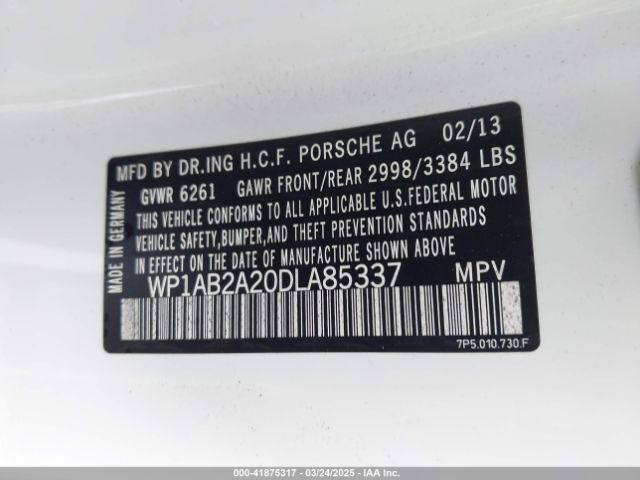 MFD BY DR.ING H.C.F. PORSCHE AG 02/13
GVWR 6261 GAWR FRONT/REAR 2998/3384 LBS
THIS VEHICLE CONFORMS TO ALL APPLICABLE U.S.FEDERAL MOTOR
VEHICLE SAFETY,BUMPER,AND THEFT PREVENTION STANDARDS
IN EFFECT ON THE DATE OF MANUFACTURE SHOWN ABOVE.
WP1AB2A20DLA85337 MPV
MADE IN GERMANY
7P5.010.730.F
000-41875317 - 03/24/2025 - IAAI.COM